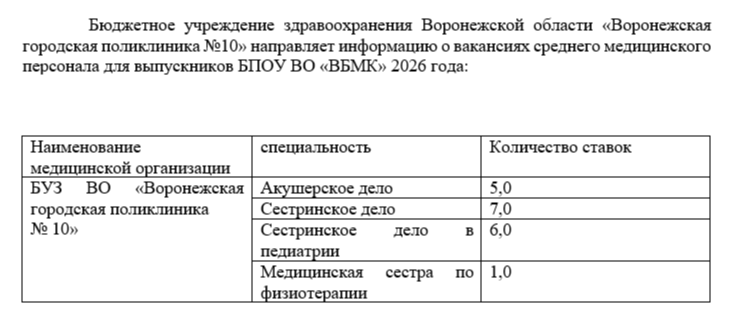 Бюджетное учреждение здравоохранения Воронежской области «Воронежская
городская поликлиника №10» направляет информацию о вакансиях среднего медицинского
персонала для выпускников БПОУ ВО «ВБМК» 2026 года:
Наименование медицинской организации
специальность
Количество ставок
БУЗ ВО «Воронежская
городская поликлиника
№ 10»
Акушерское дело
5,0
Сестринское дело
7,0
Сестринское дело в
педиатрии
6,0
Медицинская сестра по
физиотерапии
1,0